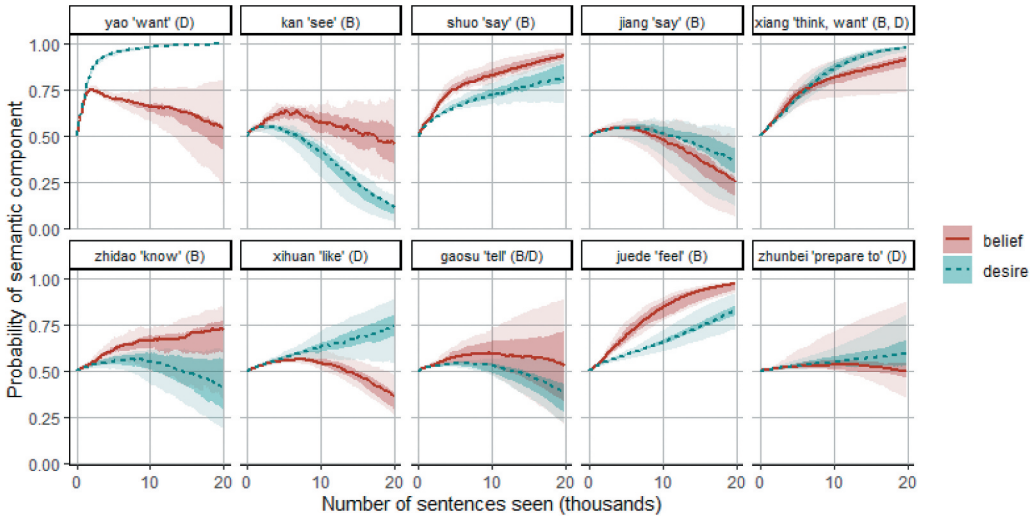 yao 'want' (D)
kan 'see' (B)
shuo 'say' (B)
jiang 'say' (B)
xiang 'think, want' (B, D)
1.00
0.75
0.50
0.25
0.00
zhidao 'know' (B)
xihuan 'like' (D)
gaosu 'tell' (B/D)
juede 'feel' (B)
zhunbei 'prepare to' (D)
1.00
0.75
0.50
0.25
0.00
0 10 20
0 10 20
0 10 20
0 10 20
0 10 20
Probability of semantic component
Number of sentences seen (thousands)
belief
desire